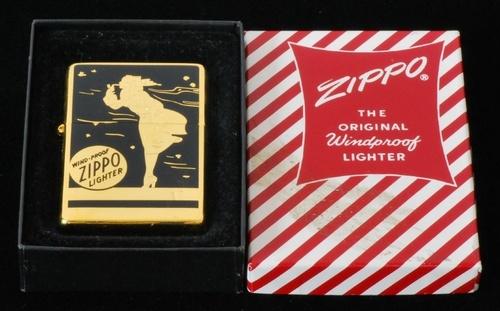 WIND-PROOF
ZIPPO
LIGHTER
ZIPPO®
THE
ORIGINAL
Windproof
LIGHTER